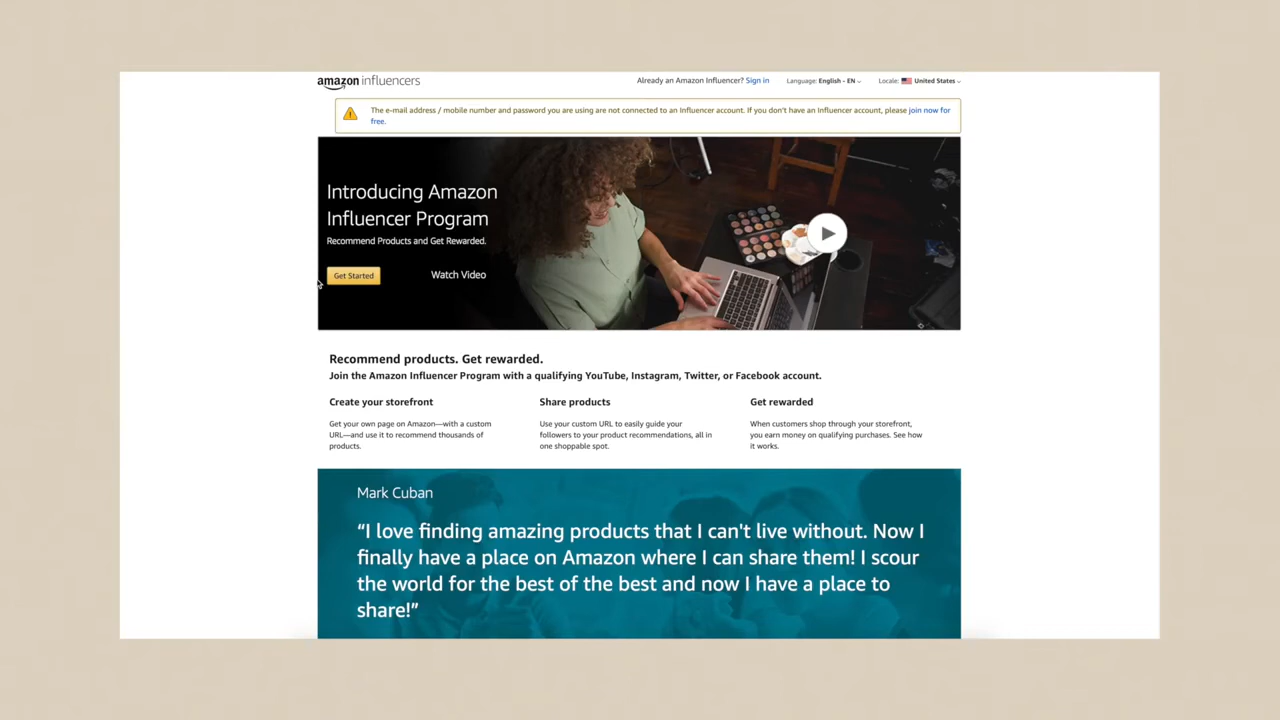 amazon influencers
Already an Amazon Influencer? Sign in
Language: English - EN
Locale: United States
The e-mail address / mobile number and password you are using are not connected to an Influencer account. If you don't have an Influencer account, please join now for
free.
Introducing Amazon
Influencer Program
Recommend Products and Get Rewarded.
Get Started
Watch Video
Recommend products. Get rewarded.
Join the Amazon Influencer Program with a qualifying YouTube, Instagram, Twitter, or Facebook account.
Create your storefront
Get your own page on Amazon—with a custom
URL—and use it to recommend thousands of
products.
Share products
Use your custom URL to easily guide your
followers to your product recommendations, all in
one shoppable spot.
Get rewarded
When customers shop through your storefront,
you earn money on qualifying purchases. See how
it works.
Mark Cuban
“I love finding amazing products that I can't live without. Now I
finally have a place on Amazon where I can share them! I scour
the world for the best of the best and now I have a place to
share!”